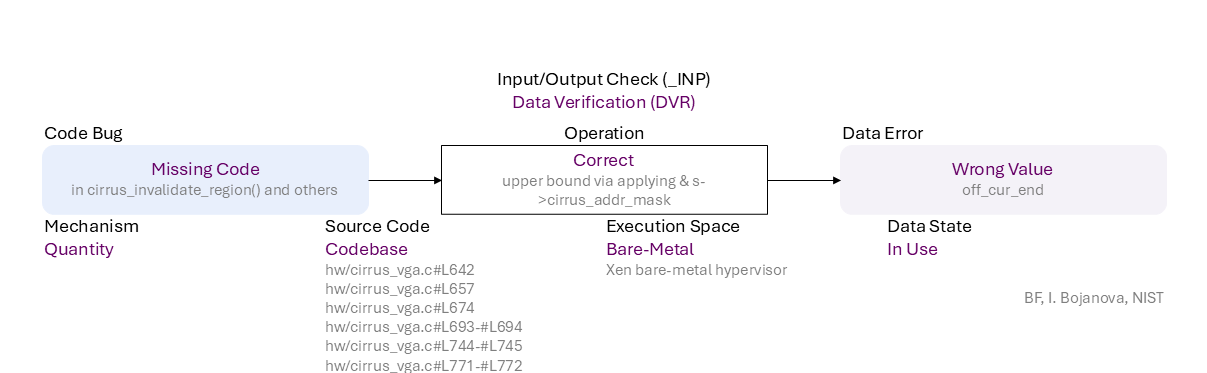 Input/Output Check (_INP)
Data Verification (DVR)
Code Bug
Operation
Data Error
Missing Code
in cirrus_invalidate_region() and others
Correct
upper bound via applying & s-
>cirrus_addr_mask
Wrong Value
off_cur_end
Mechanism
Quantity
Source Code
Codebase
hw/cirrus_vga.c#L642
hw/cirrus_vga.c#L657
hw/cirrus_vga.c#L674
hw/cirrus_vga.c#L693-#L694
hw/cirrus_vga.c#L744-#L745
hw/cirrus_vga.c#L771-#L772
Execution Space
Bare-Metal
Xen bare-metal hypervisor
Data State
In Use
BF, I. Bojanova, NIST